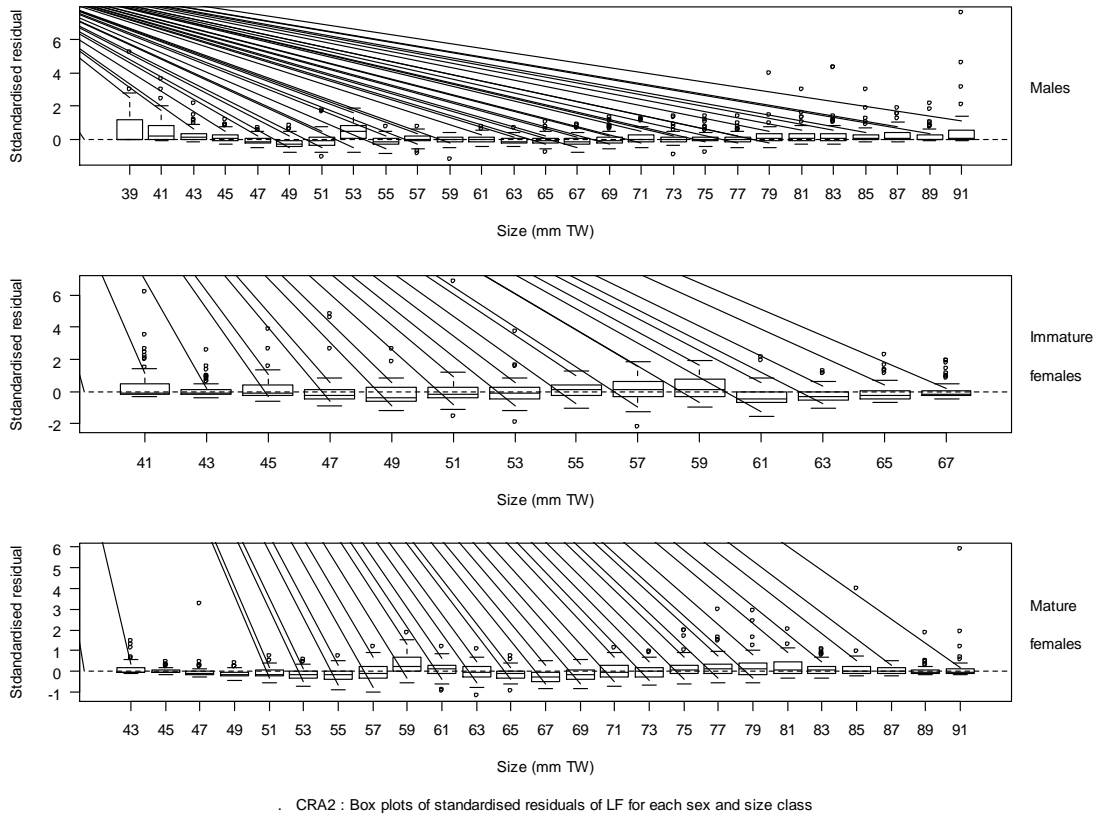 Stdandardised residual
6
4
2
0
39 41 43 45 47 49 51 53 55 57 59 61 63 65 67 69 71 73 75 77 79 81 83 85 87 89 91
Size (mm TW)
Males
Stdandardised residual
6
4
2
0
-2
41 43 45 47 49 51 53 55 57 59 61 63 65 67
Size (mm TW)
Immature
females
Stdandardised residual
6
5
4
3
2
1
0
-1
43 45 47 49 51 53 55 57 59 61 63 65 67 69 71 73 75 77 79 81 83 85 87 89 91
Size (mm TW)
Mature
females
. CRA2 : Box plots of standardised residuals of LF for each sex and size class